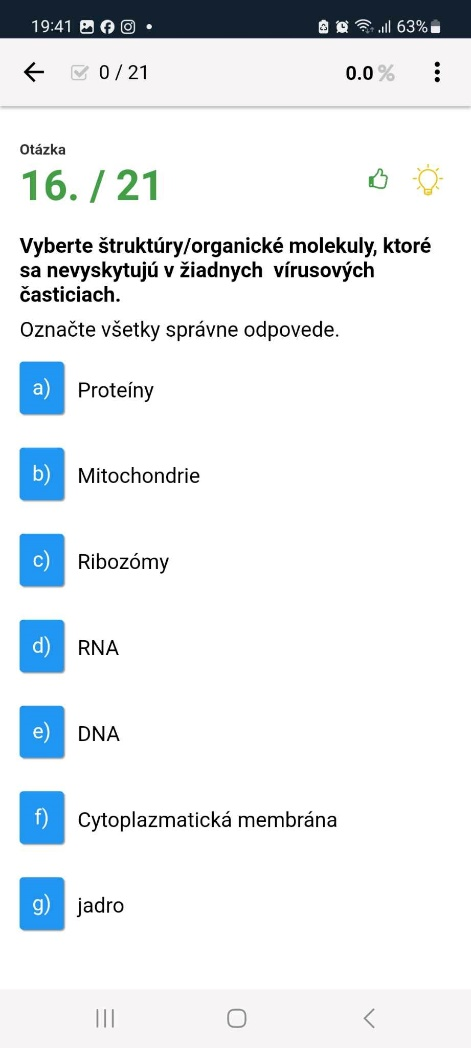 19:41 63%
0 / 21 0.0 %
Otázka
16. / 21
Vyberte štruktúry/organické molekuly, ktoré
sa nevyskytujú v žiadnych vírusových
časticiach.
Označte všetky správne odpovede.
a) Proteíny
b) Mitochondrie
c) Ribozómy
d) RNA
e) DNA
f) Cytoplazmatická membrána
g) jadro